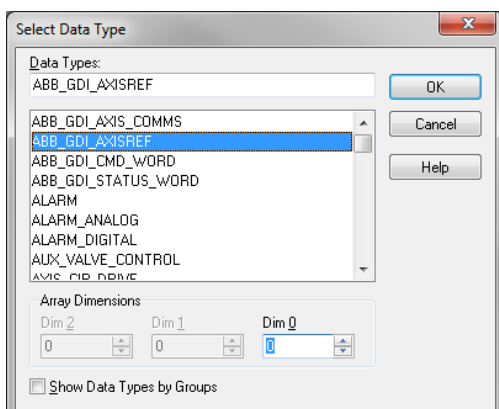 Select Data Type
Data Types:
ABB_GDI_AXISREF
OK
ABB_GDI_AXIS_COMMS
Cancel
ABB_GDI_AXISREF
ABB_GDI_CMD_WORD
Help
ABB_GDI_STATUS_WORD
ALARM
ALARM_ANALOG
ALARM_DIGITAL
AUX_VALVE_CONTROL
AXIS_CIP_DRIVE
Array Dimensions
Dim 2 Dim 1 Dim 0
0 0 0
Show Data Types by Groups